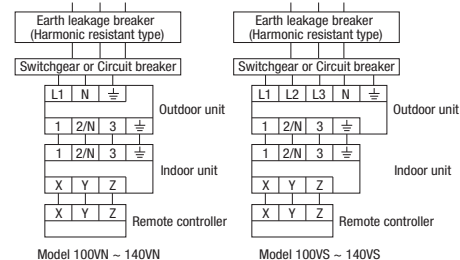 Earth leakage breaker
(Harmonic resistant type)
Switchgear or Circuit breaker
L1 N ⏚
Outdoor unit
1 2/N 3 ⏚
1 2/N 3 ⏚
Indoor unit
X Y Z
X Y Z
Remote controller
Model 100VN ~ 140VN
Earth leakage breaker
(Harmonic resistant type)
Switchgear or Circuit breaker
L1 L2 L3 N ⏚
Outdoor unit
1 2/N 3 ⏚
1 2/N 3 ⏚
Indoor unit
X Y Z
X Y Z
Remote controller
Model 100VS ~ 140VS